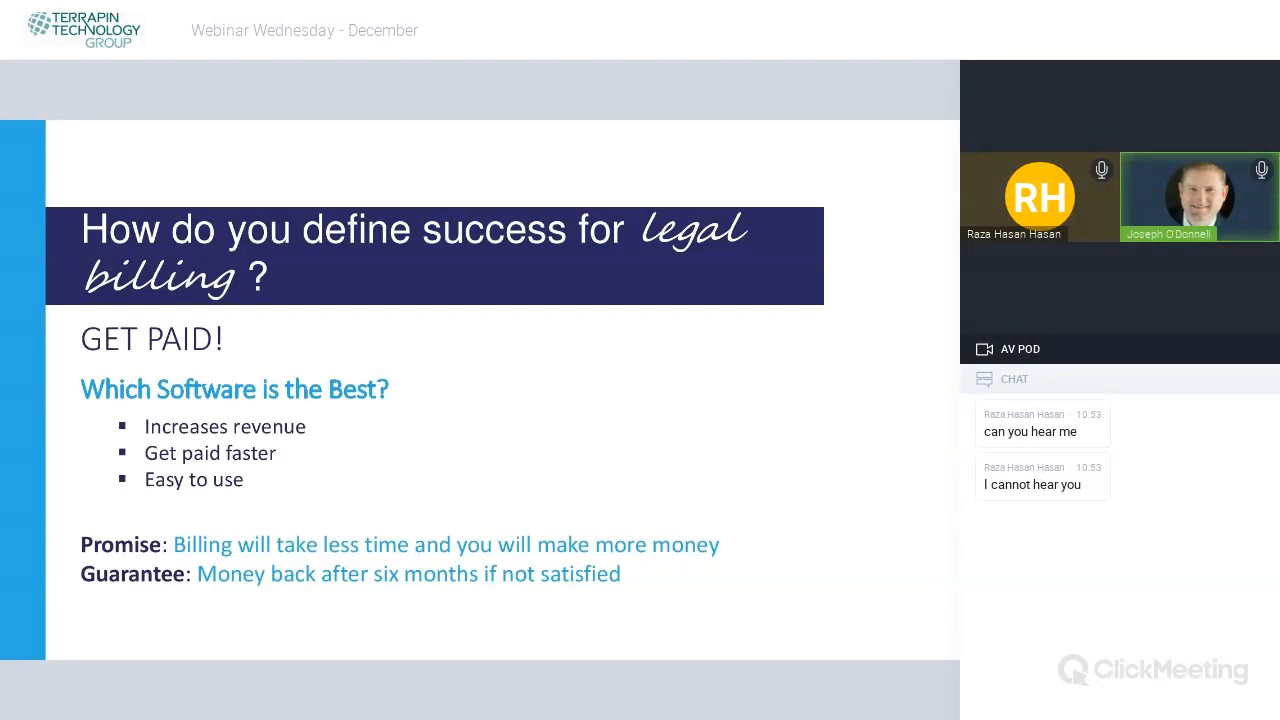 TERRAPIN
TECHNOLOGY
GROUP
Webinar Wednesday - December
How do you define success for legal
billing ?
GET PAID!
Which Software is the Best?
▪ Increases revenue
▪ Get paid faster
▪ Easy to use
Promise: Billing will take less time and you will make more money
Guarantee: Money back after six months if not satisfied
RH
Raza Hasan Hasan
Joseph O'Donnell
AV POD
CHAT
Raza Hasan Hasan 10:53
can you hear me
Raza Hasan Hasan 10:53
I cannot hear you
ClickMeeting